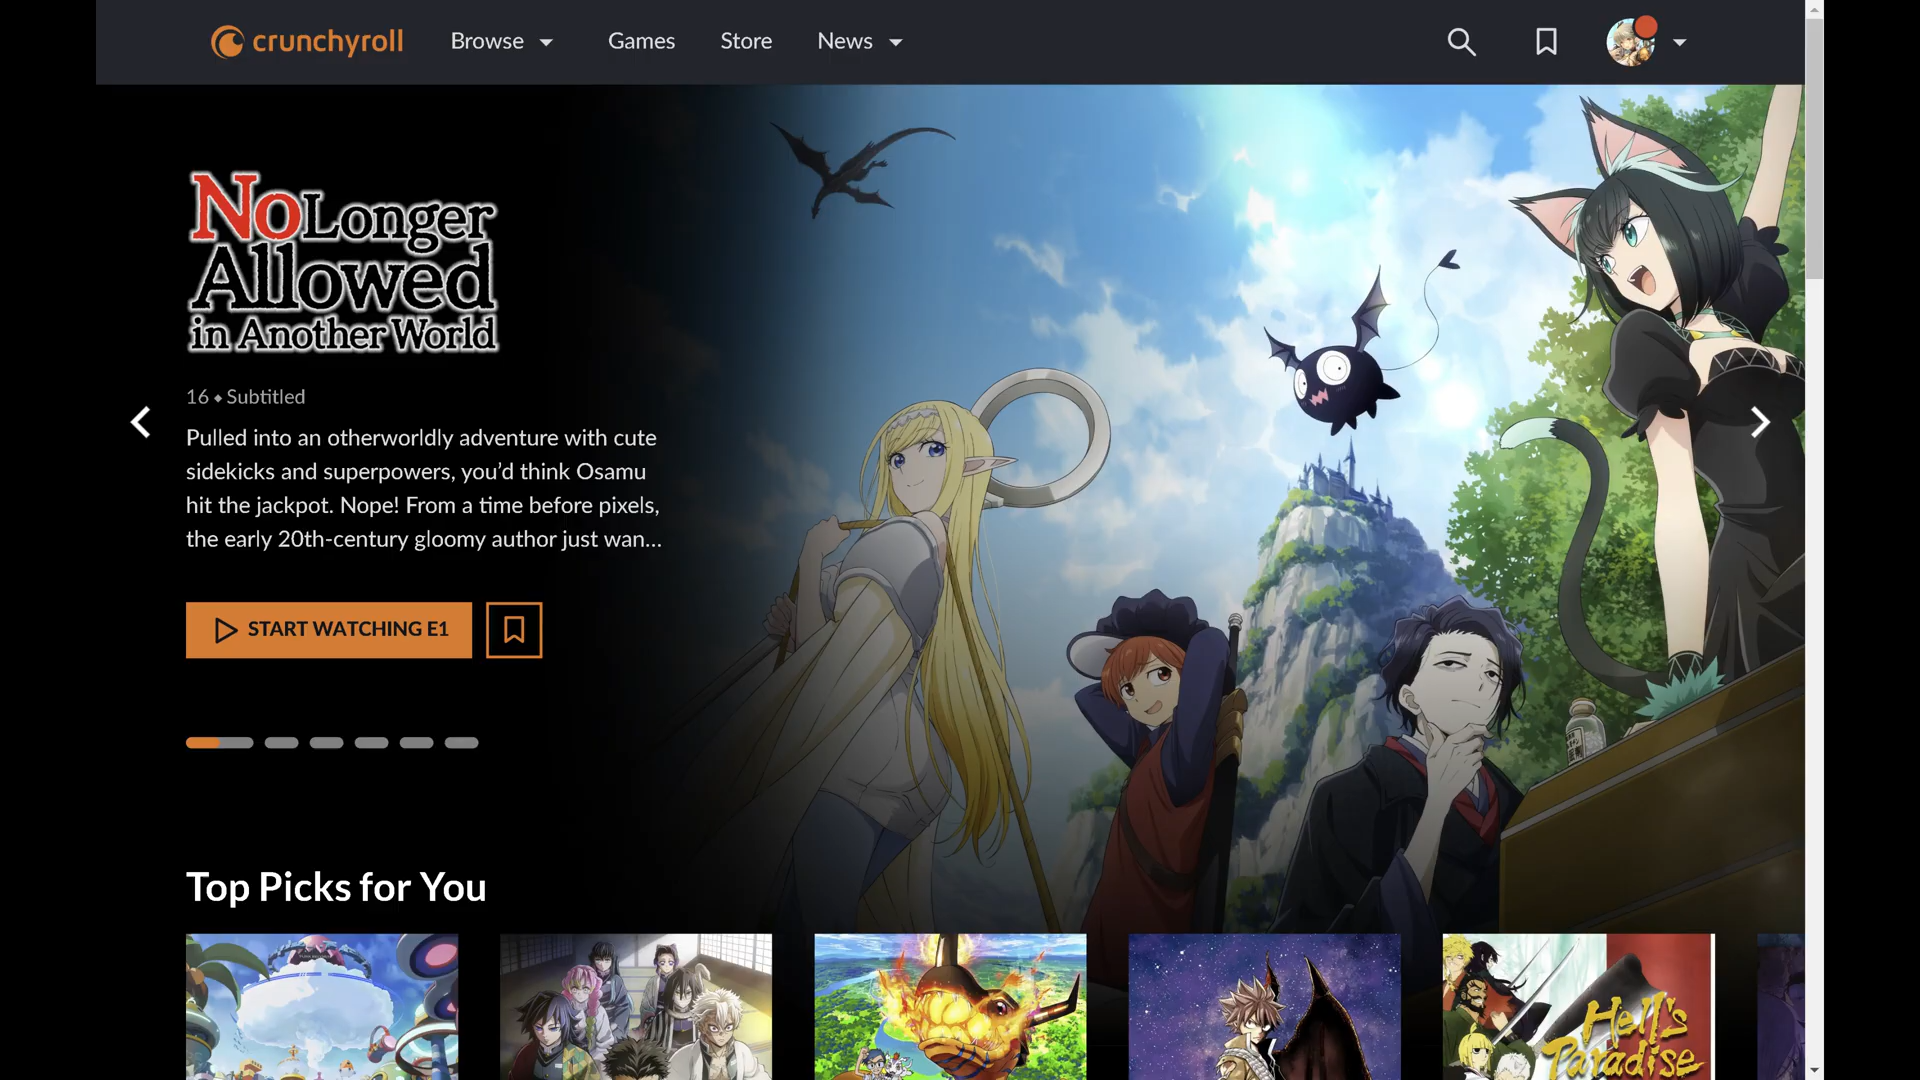 crunchyroll Browse Games Store News
No Longer
Allowed
in Another World
16 ⬥ Subtitled
Pulled into an otherworldly adventure with cute
sidekicks and superpowers, you’d think Osamu
hit the jackpot. Nope! From a time before pixels,
the early 20th-century gloomy author just wan...
START WATCHING E1
Top Picks for You
Hell's
Paradise